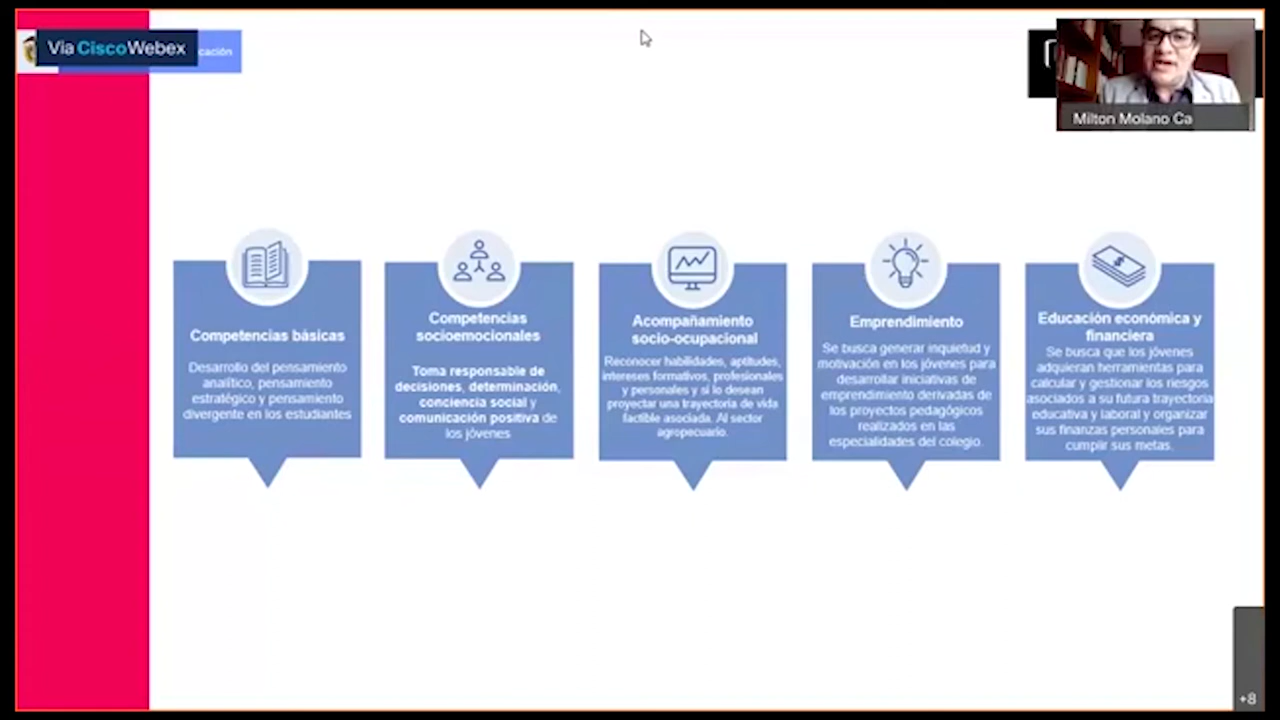 Vía CiscoWebex
cación
Milton Molano Ca
Competencias básicas
Desarrollo del pensamiento
analítico, pensamiento
estratégico y pensamiento
divergente en los estudiantes
Competencias
socioemocionales
Toma responsable de
decisiones, determinación,
conciencia social y
comunicación positiva de
los jóvenes
Acompañamiento
socio-ocupacional
Reconocer habilidades, aptitudes,
intereses formativos, profesionales
y personales y si lo desean
proyectar una trayectoria de vida
factible asociada. Al sector
agropecuario.
Emprendimiento
Se busca generar inquietud y
motivación en los jóvenes para
desarrollar iniciativas de
emprendimiento derivadas de
los proyectos pedagógicos
realizados en las
especialidades del colegio.
Educación económica y
financiera
Se busca que los jóvenes
adquieran herramientas para
calcular y gestionar los riesgos
asociados a su futura trayectoria
educativa y laboral y organizar
sus finanzas personales para
cumplir sus metas.
+8